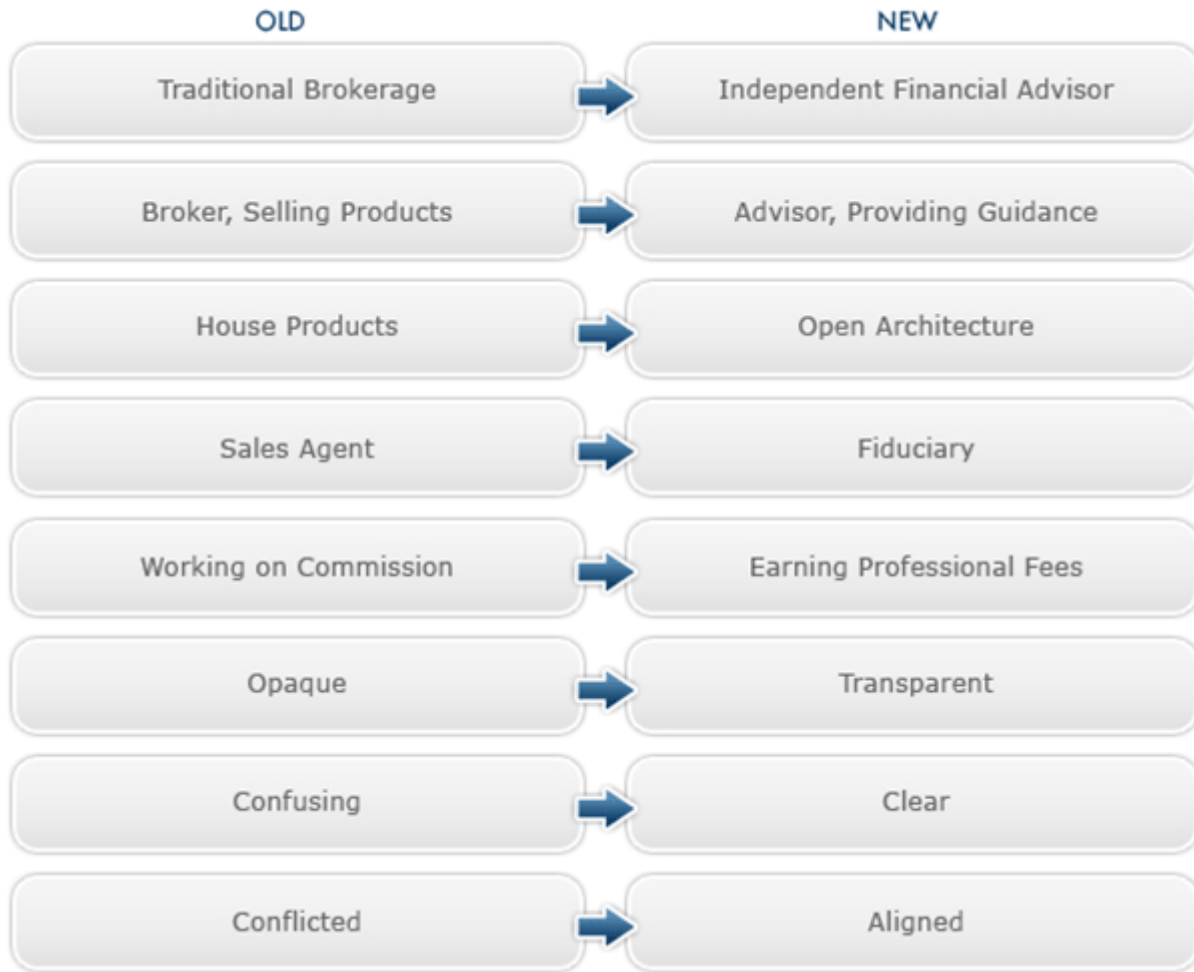 OLD
NEW
Traditional Brokerage
Independent Financial Advisor
Broker, Selling Products
Advisor, Providing Guidance
House Products
Open Architecture
Sales Agent
Fiduciary
Working on Commission
Earning Professional Fees
Opaque
Transparent
Confusing
Clear
Conflicted
Aligned